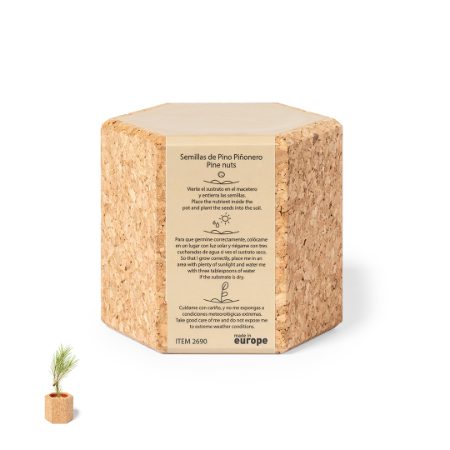 Semillas de Pino Piñonero
Pine nuts
Vierte el sustrato en el macetero
y entierra las semillas.
Place the nutrient inside the
pot and plant the seeds into the soil.
Para que germine correctamente, colócame
en un lugar con luz solar y riégame con tres
cucharadas de agua si ves el sustrato seco.
So that I grow correctly, place me in an
area with plenty of sunlight and water me
with three tablespoons of water
if the substrate is dry.
Cuídame con cariño, y no me expongas a
condiciones meteorológicas extremas.
Take good care of me and do not expose me
to extreme weather conditions.
ITEM 2690
made in
europe